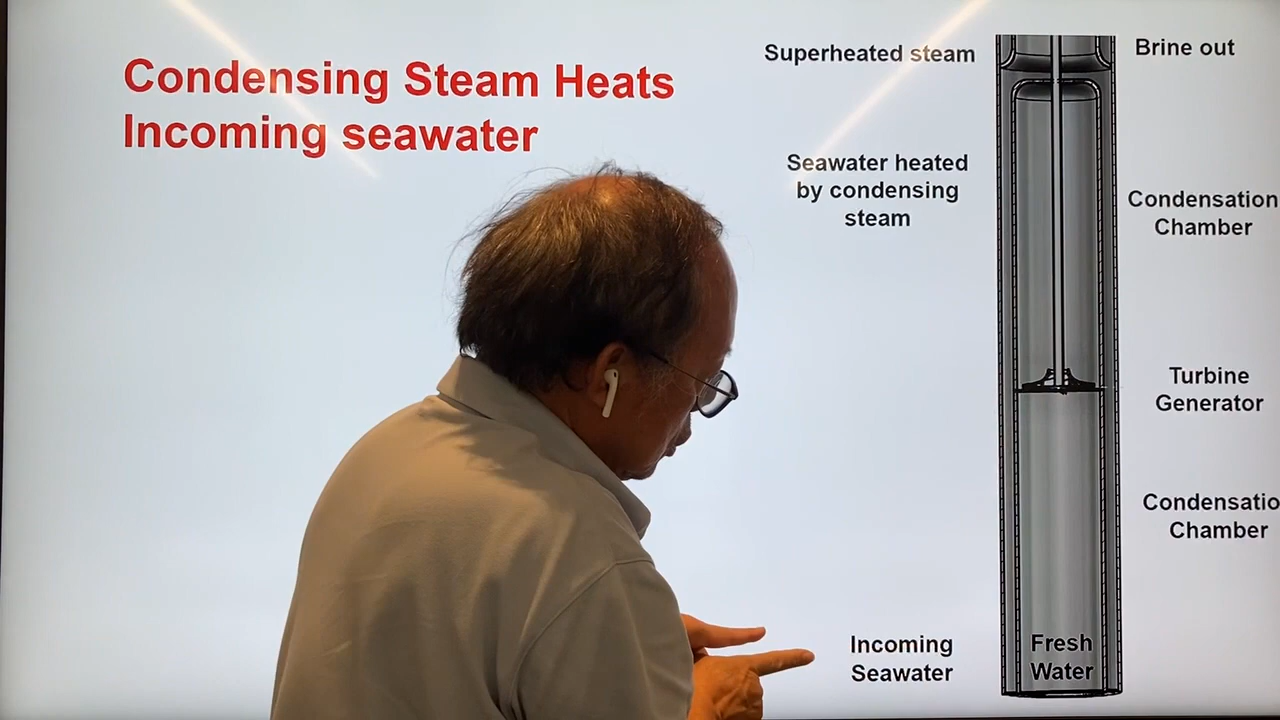 Condensing Steam Heats
Incoming seawater
Superheated steam
Brine out
Seawater heated
by condensing
steam
Condensation
Chamber
Turbine
Generator
Condensatio
Chamber
Incoming
Seawater
Fresh
Water